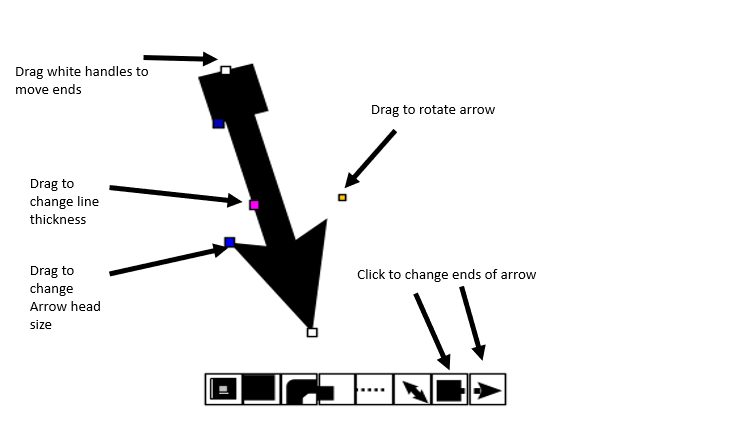 Drag white handles to
move ends
Drag to rotate arrow
Drag to
change line
thickness
Drag to
change
Arrow head
size
Click to change ends of arrow